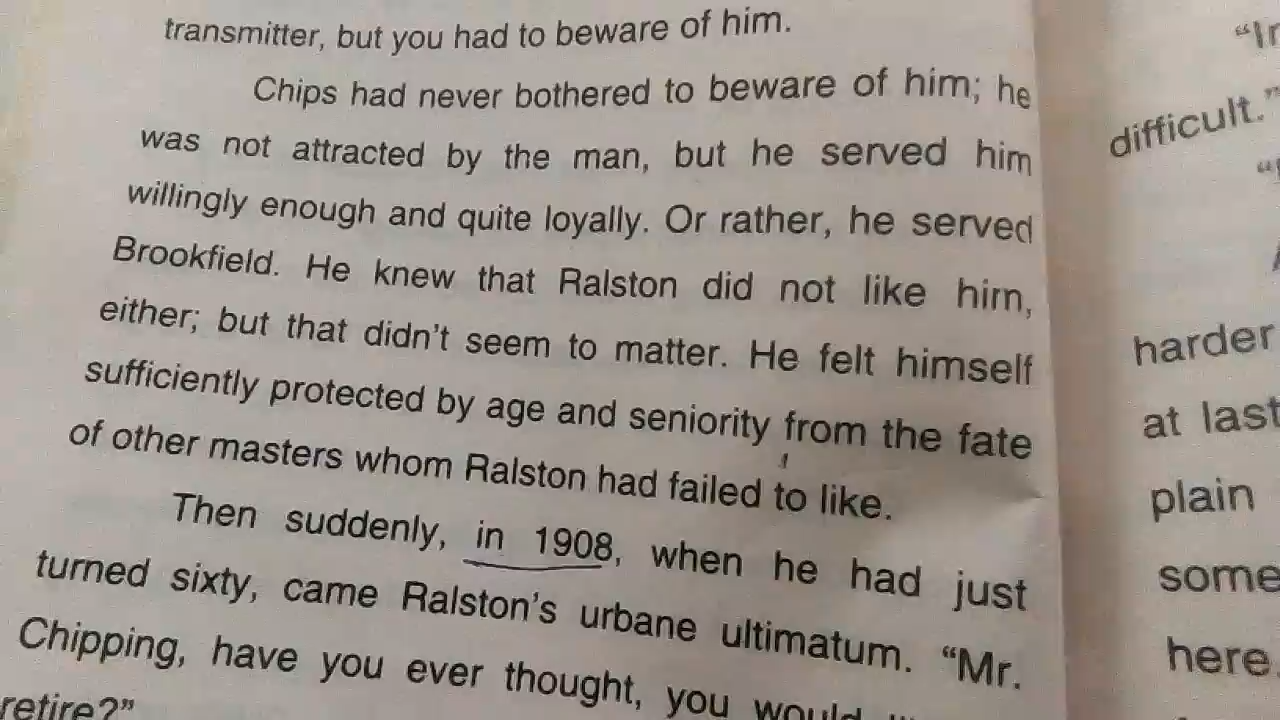 transmitter, but you had to beware of him.
Chips had never bothered to beware of him; he
was not attracted by the man, but he served him
willingly enough and quite loyally. Or rather, he served
Brookfield. He knew that Ralston did not like him,
either; but that didn't seem to matter. He felt himself
sufficiently protected by age and seniority from the fate
of other masters whom Ralston had failed to like.
Then suddenly, in 1908, when he had just
turned sixty, came Ralston's urbane ultimatum. “Mr.
Chipping, have you ever thought, you would
retire?”
difficult.”
harder
at last
plain
some
here.